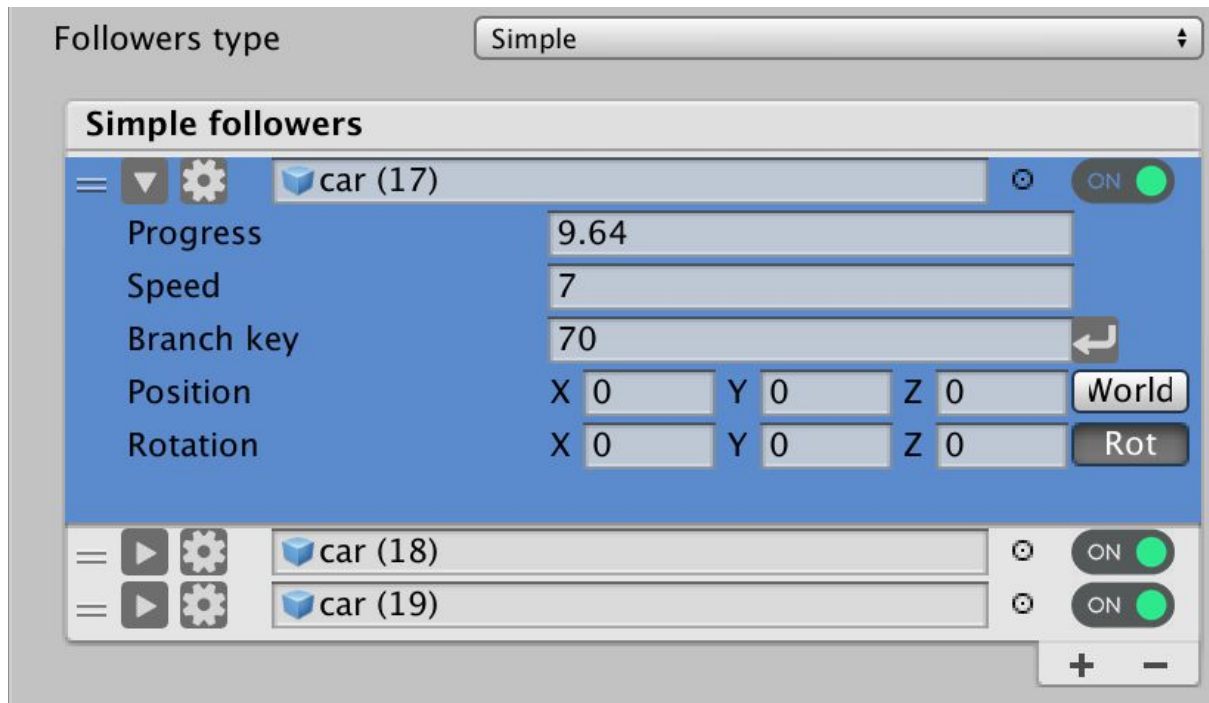 Followers type Simple
Simple followers
car (17) ON
Progress 9.64
Speed 7
Branch key 70
Position X 0 Y 0 Z 0 World
Rotation X 0 Y 0 Z 0 Rot
car (18) ON
car (19) ON
+ −